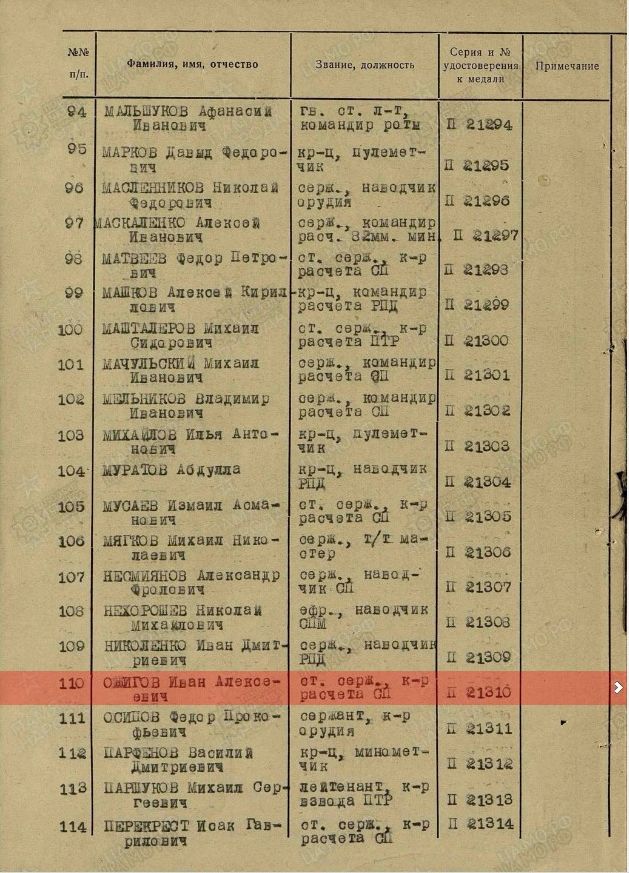 №№
п/п.
Фамилия, имя, отчество
Звание, должность
Серия и №
удостоверения
к медали
Примечание
94 МАЛЬШУКОВ Афанасий гв. ст. л-т,
Иванович командир роты П 21294
95 МАРКОВ Давыд Федоро- кр-ц, пулемет-
вич чик П 21295
96 МАСЛЕННИКОВ Николай серж., наводчик
Федорович орудия П 21296
97 МАСКАЛЕНКО Алексей серж., командир
Иванович расч. 82мм. мин. П 21297
98 МАТВЕЕВ Федор Петро- ст. серж., к-р
вич расчета СП П 21298
99 МАШКОВ Алексей Кирил- кр-ц, командир
лович расчета РПД П 21299
100 МАШТАЛЕРОВ Михаил ст. серж., к-р
Сидорович расчета ПТР П 21300
101 МАЧУЛЬСКИЙ Михаил серж., командир
Иванович расчета СП П 21301
102 МЕЛЬНИКОВ Владимир серж., командир
Иванович расчета СП П 21302
103 МИХАЙЛОВ Илья Анто- кр-ц, пулемет-
нович чик П 21303
104 МУРАТОВ Абдулла кр-ц, наводчик
РПД П 21304
105 МУСАЕВ Измаил Асма- ст. серж., к-р
нович расчета СП П 21305
106 МЯГКОВ Михаил Нико- серж., т/т ма-
лаевич стер П 21306
107 НЕСМИЯНОВ Александр серж., навод-
Фролович чик СП П 21307
108 НЕХОРОШЕВ Николай ефр., наводчик
Михайлович СПМ П 21308
109 НИКОЛЕНКО Иван Дмит- серж., наводчик
риевич РПД П 21309
110 ОЖИГОВ Иван Алексе- ст. серж., к-р
евич расчета СП П 21310
111 ОСИПОВ Федор Проко- сержант, к-р
фьевич орудия П 21311
112 ПАРФЕНОВ Василий кр-ц, миномет-
Дмитриевич чик П 21312
113 ПАРШУКОВ Михаил Сер- лейтенант, к-р
геевич взвода ПТР П 21313
114 ПЕРЕКРЕСТ Исак Гав- ст. серж., к-р П 21314
рилович расчета СП